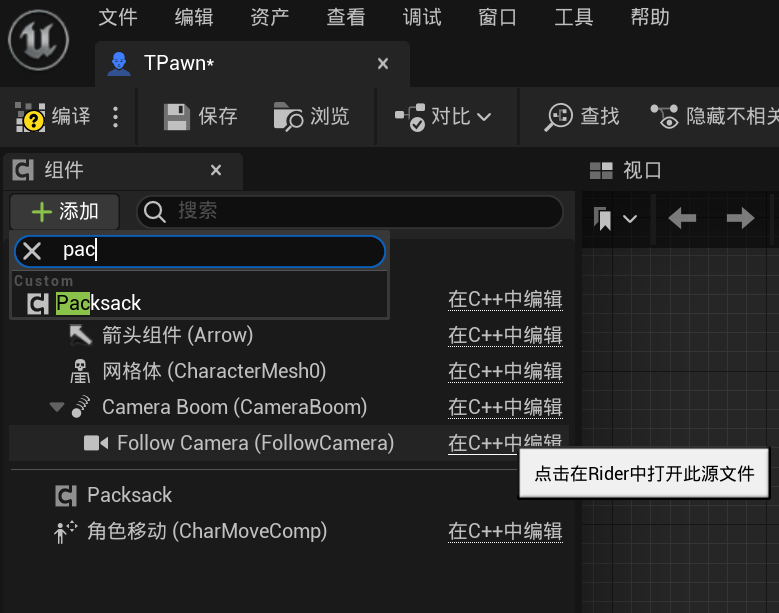 文件 编辑 资产 查看 调试 窗口 工具 帮助
TPawn*
编译 保存 浏览 对比 查找 隐藏不相关
组件 视口
添加 搜索
pac
Custom
Packsack 在C++中编辑
箭头组件 (Arrow) 在C++中编辑
网格体 (CharacterMesh0) 在C++中编辑
Camera Boom (CameraBoom) 在C++中编辑
Follow Camera (FollowCamera) 在C++中编辑
点击在Rider中打开此源文件
Packsack
角色移动 (CharMoveComp) 在C++中编辑